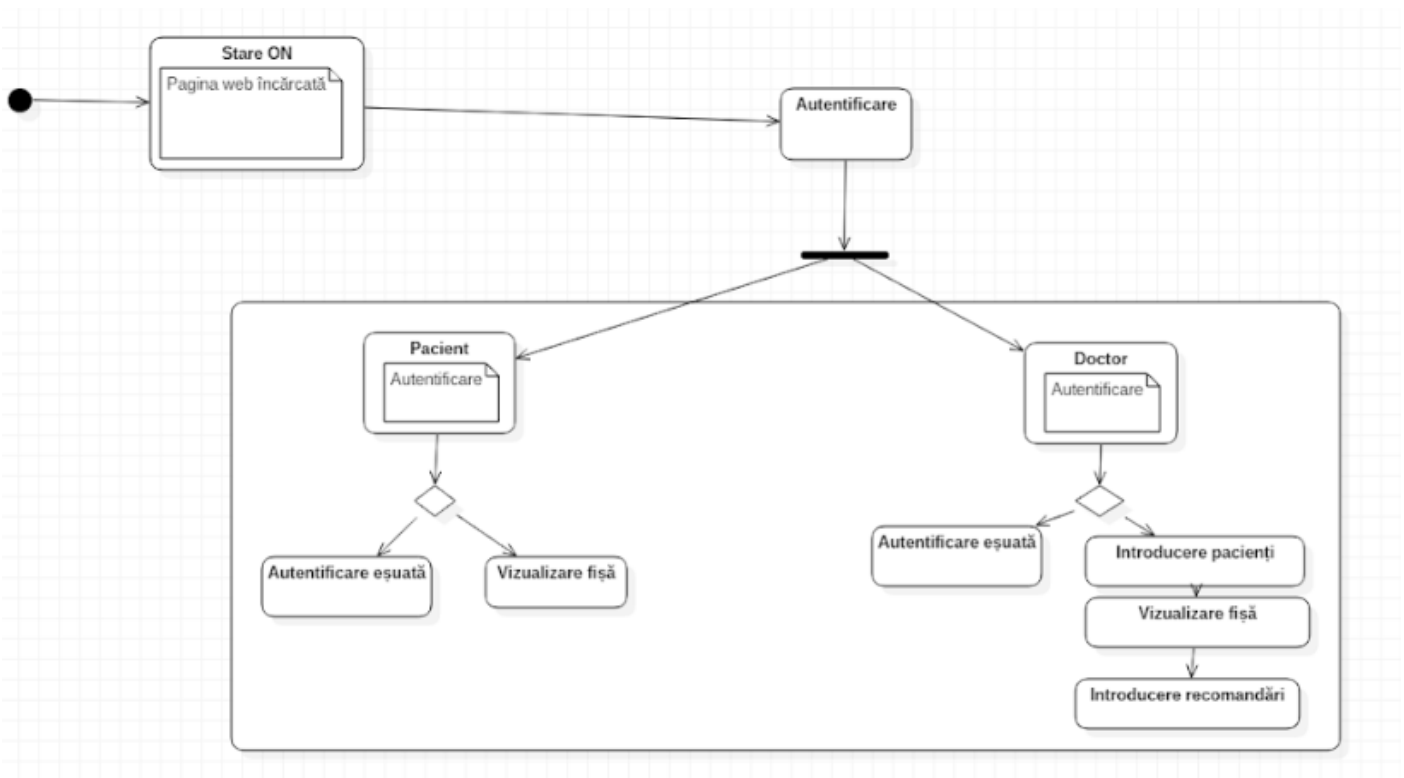 Stare ON
Pagina web încărcată
Autentificare
Pacient
Autentificare
Doctor
Autentificare
Autentificare eșuată
Vizualizare fișă
Autentificare eșuată
Introducere pacienți
Vizualizare fișă
Introducere recomandări